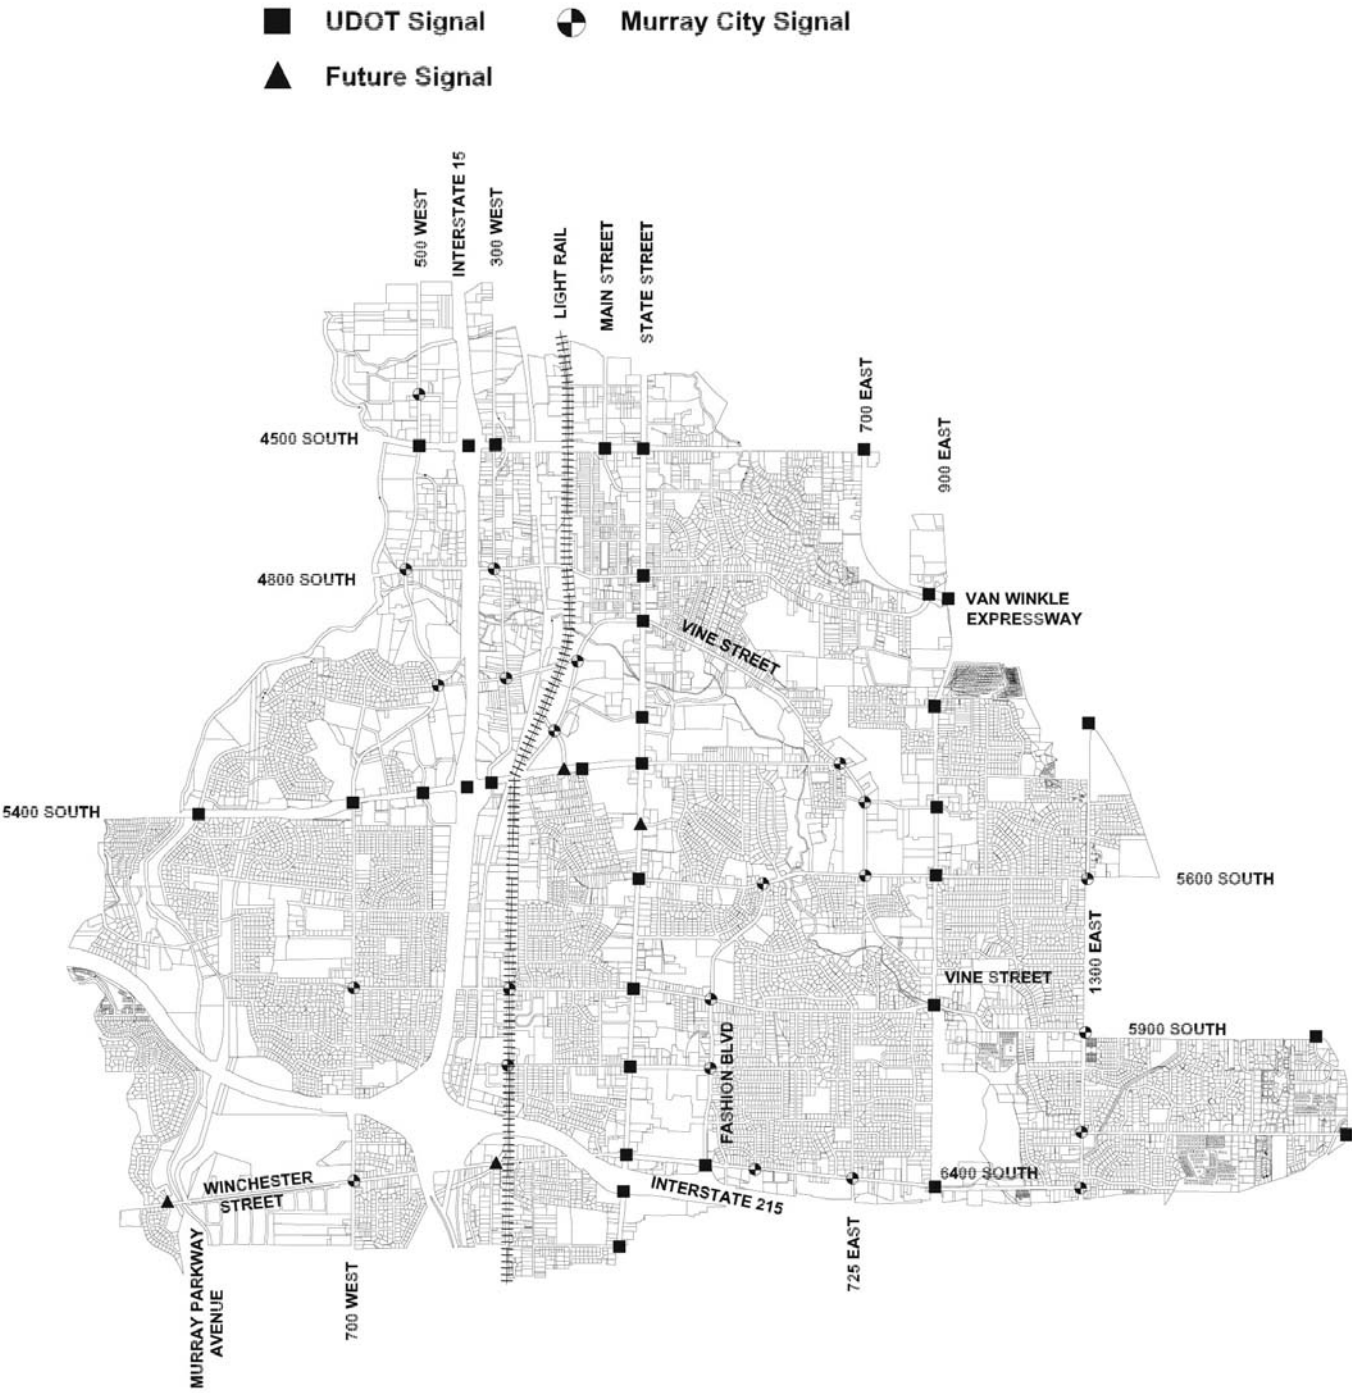 UDOT Signal
Murray City Signal
Future Signal
500 WEST
INTERSTATE 15
300 WEST
LIGHT RAIL
MAIN STREET
STATE STREET
700 EAST
900 EAST
4500 SOUTH
4800 SOUTH
VAN WINKLE
EXPRESSWAY
VINE STREET
5400 SOUTH
5600 SOUTH
1300 EAST
VINE STREET
5900 SOUTH
FASHION BLVD
6400 SOUTH
WINCHESTER
STREET
INTERSTATE 215
725 EAST
700 WEST
MURRAY PARKWAY
AVENUE